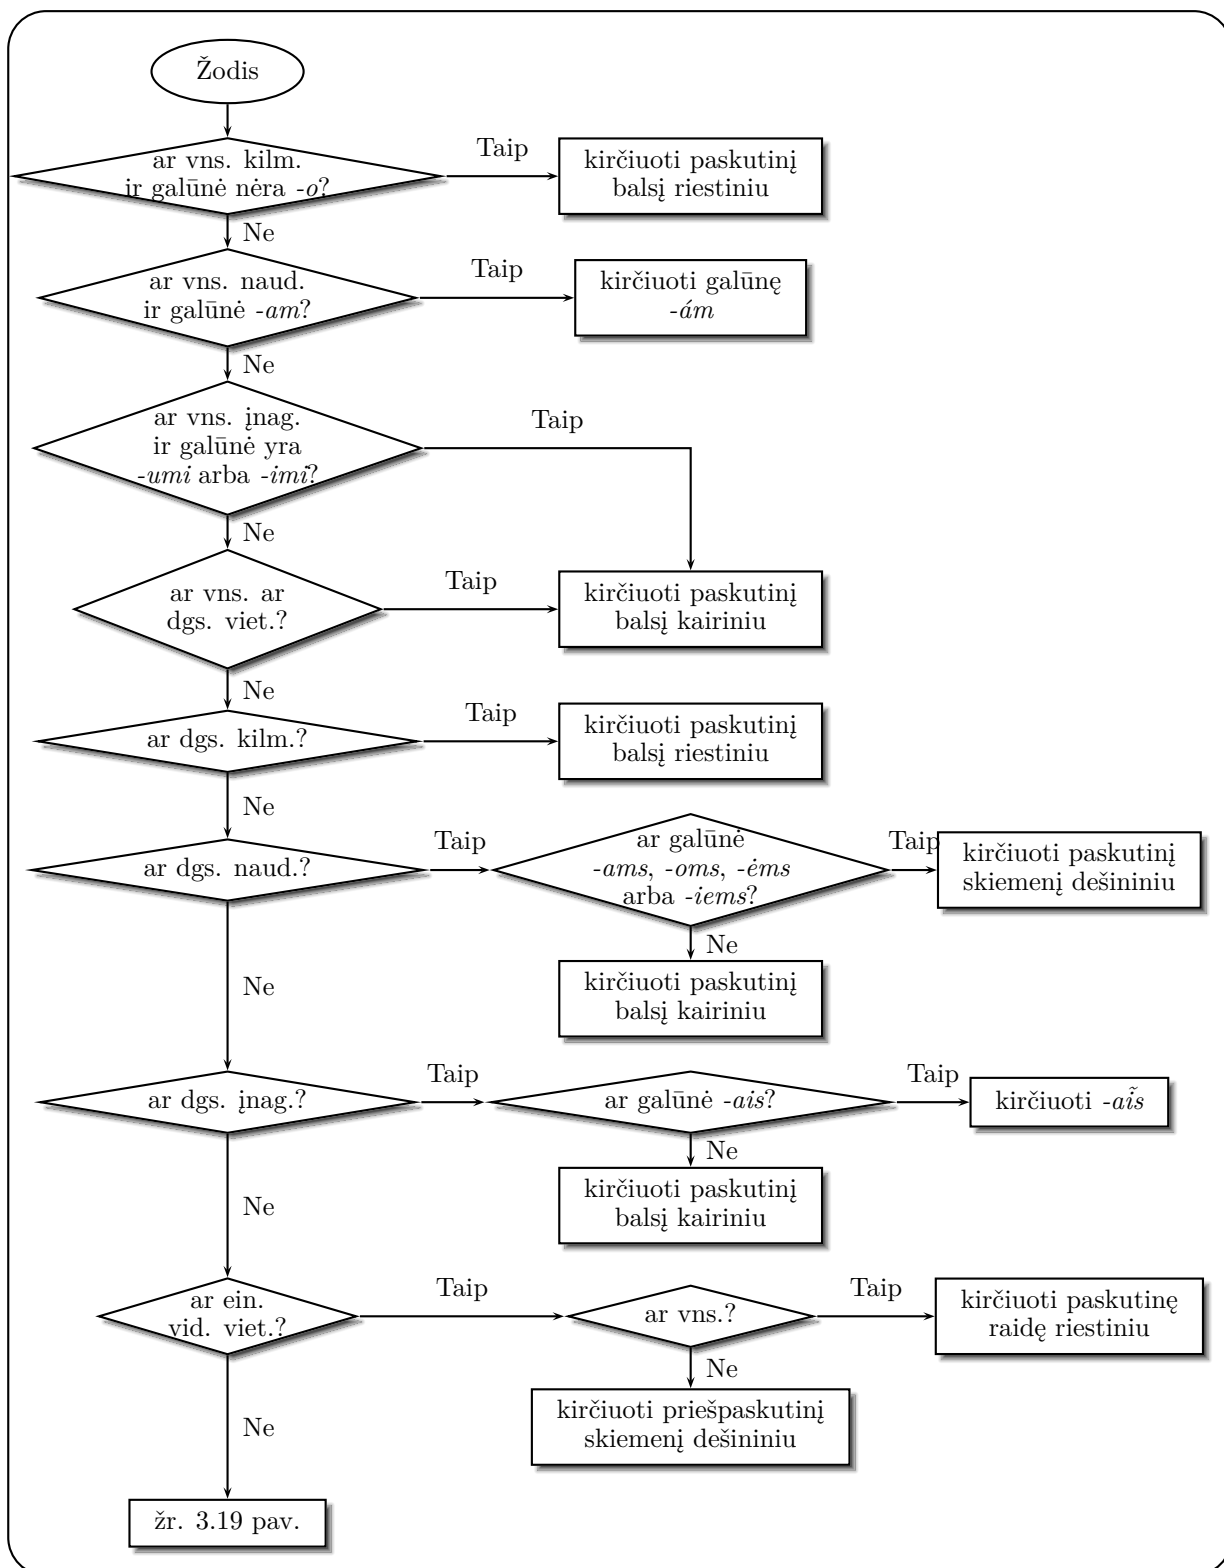 Žodis
ar vns. kilm.
ir galūnė nėra -o?
Taip
kirčiuoti paskutinį
balsį riestiniu
Ne
ar vns. naud.
ir galūnė -am?
Taip
kirčiuoti galūnę
-ám
Ne
ar vns. įnag.
ir galūnė yra
-umi arba -imi?
Taip
Ne
ar vns. ar
dgs. viet.?
Taip
kirčiuoti paskutinį
balsį kairiniu
Ne
ar dgs. kilm.?
Taip
kirčiuoti paskutinį
balsį riestiniu
Ne
ar dgs. naud.?
Taip
ar galūnė
-ams, -oms, -ėms
arba -iems?
Taip
kirčiuoti paskutinį
skiemenį dešininiu
Ne
kirčiuoti paskutinį
balsį kairiniu
Ne
ar dgs. įnag.?
Taip
ar galūnė -ais?
Taip
kirčiuoti -aĩs
Ne
kirčiuoti paskutinį
balsį kairiniu
Ne
ar ein.
vid. viet.?
Taip
ar vns.?
Taip
kirčiuoti paskutinę
raidę riestiniu
Ne
kirčiuoti priešpaskutinį
skiemenį dešininiu
Ne
žr. 3.19 pav.